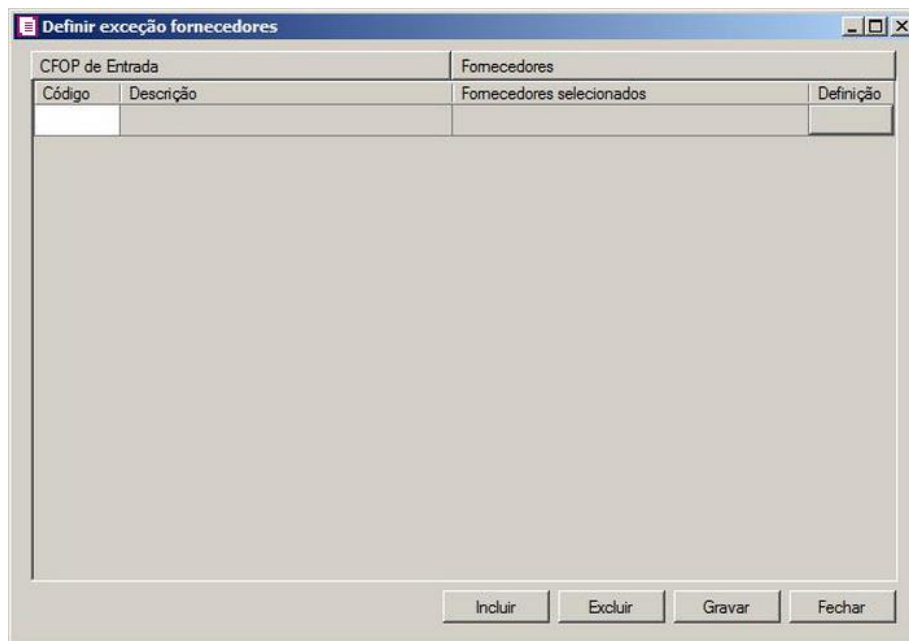 Definir exceção fornecedores
CFOP de Entrada Fornecedores
Código Descrição Fornecedores selecionados Definição
Incluir Excluir Gravar Fechar